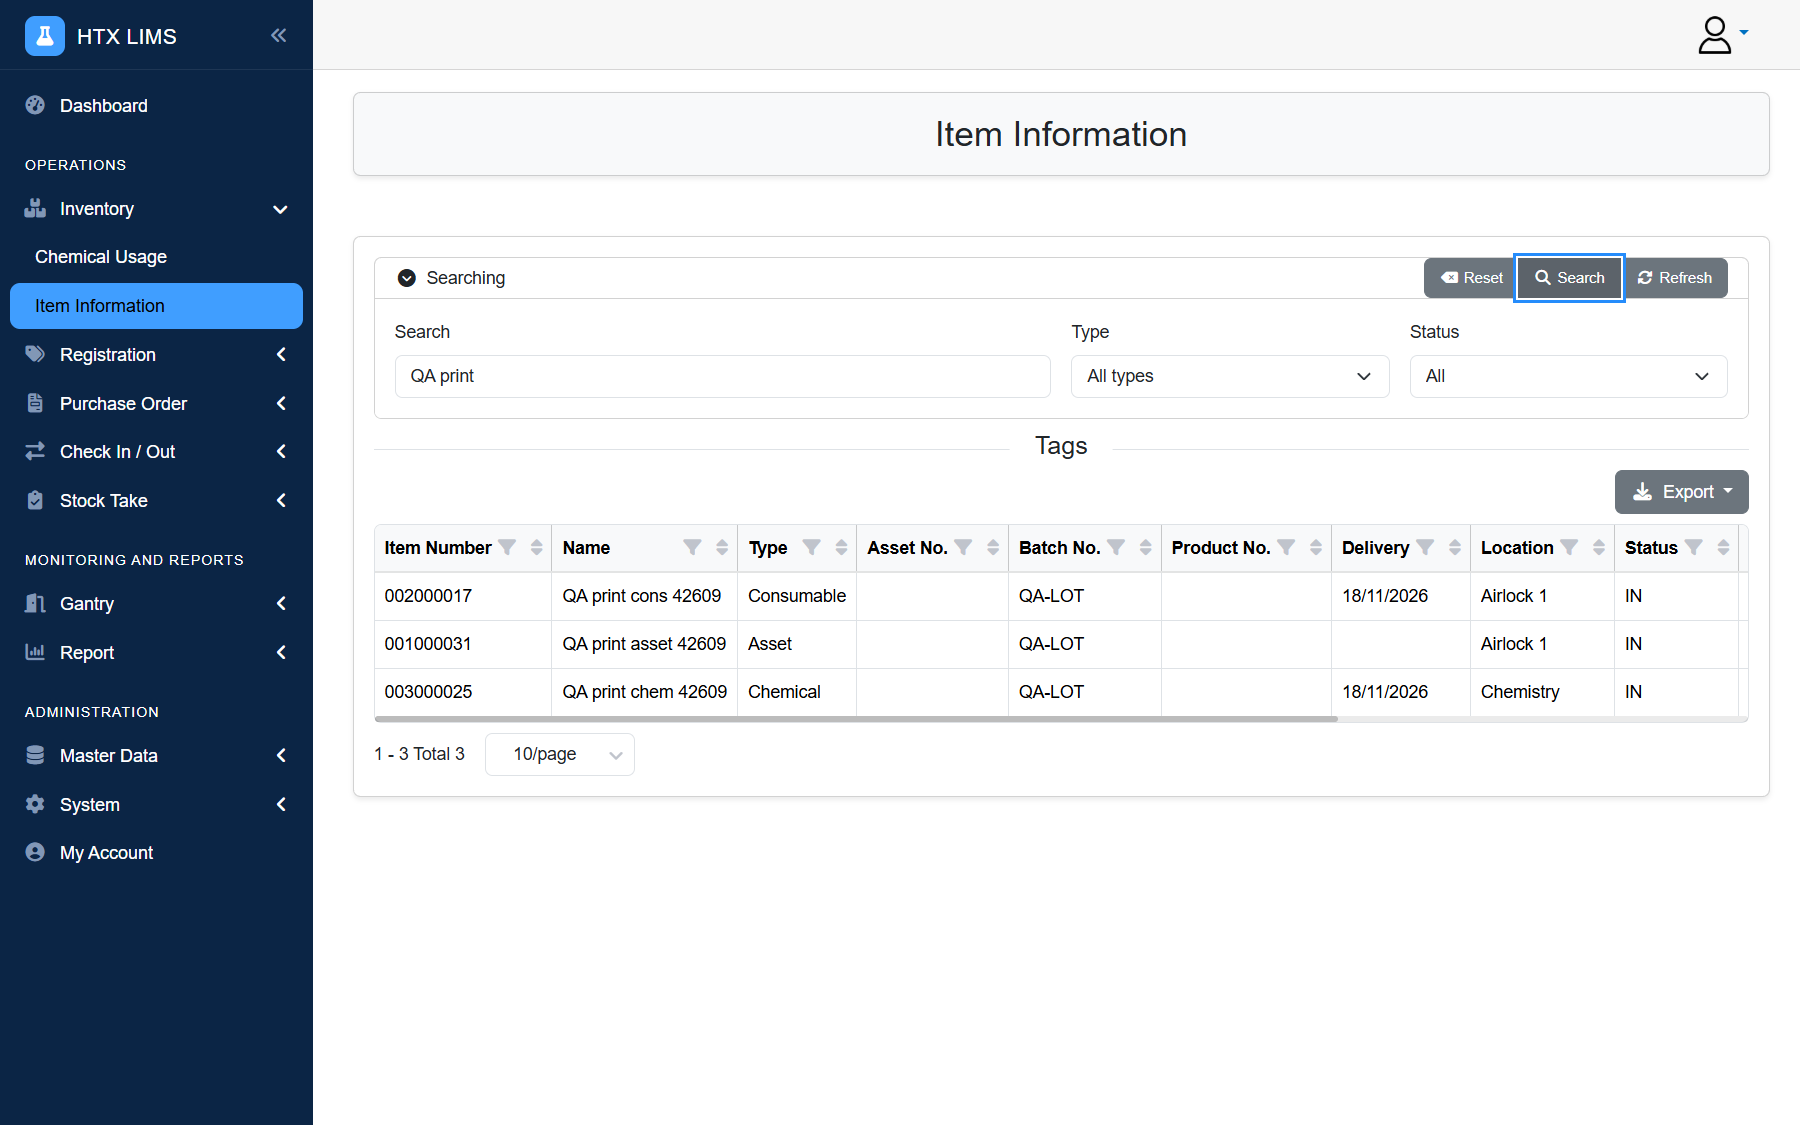 HTX LIMS
Dashboard
OPERATIONS
Inventory
Chemical Usage
Item Information
Registration
Purchase Order
Check In / Out
Stock Take
MONITORING AND REPORTS
Gantry
Report
ADMINISTRATION
Master Data
System
My Account
Item Information
Searching
Reset
Search
Refresh
Search
Type
Status
QA print
All types
All
Tags
Export
Item Number Name Type Asset No. Batch No. Product No. Delivery Location Status
002000017 QA print cons 42609 Consumable QA-LOT 18/11/2026 Airlock 1 IN
001000031 QA print asset 42609 Asset QA-LOT Airlock 1 IN
003000025 QA print chem 42609 Chemical QA-LOT 18/11/2026 Chemistry IN
1 - 3 Total 3
10/page